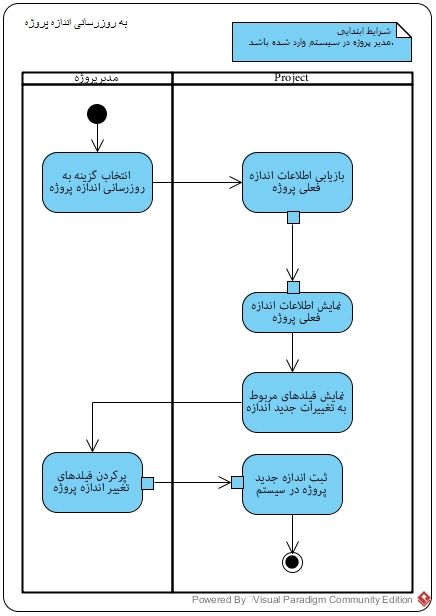 به روزرسانی اندازه پروژه
شرایط ابتدایی
مدیر پروژه در سیستم وارد شده باشد.
مدیرپروژه
Project
انتخاب گزینه به
روزرسانی اندازه پروژه
بازیابی اطلاعات اندازه
فعلی پروژه
نمایش اطلاعات اندازه
فعلی پروژه
نمایش فیلدهای مربوط
به تغییرات جدید اندازه
پرکردن فیلدهای
تغییر اندازه پروژه
ثبت اندازه جدید
پروژه در سیستم
Powered By Visual Paradigm Community Edition